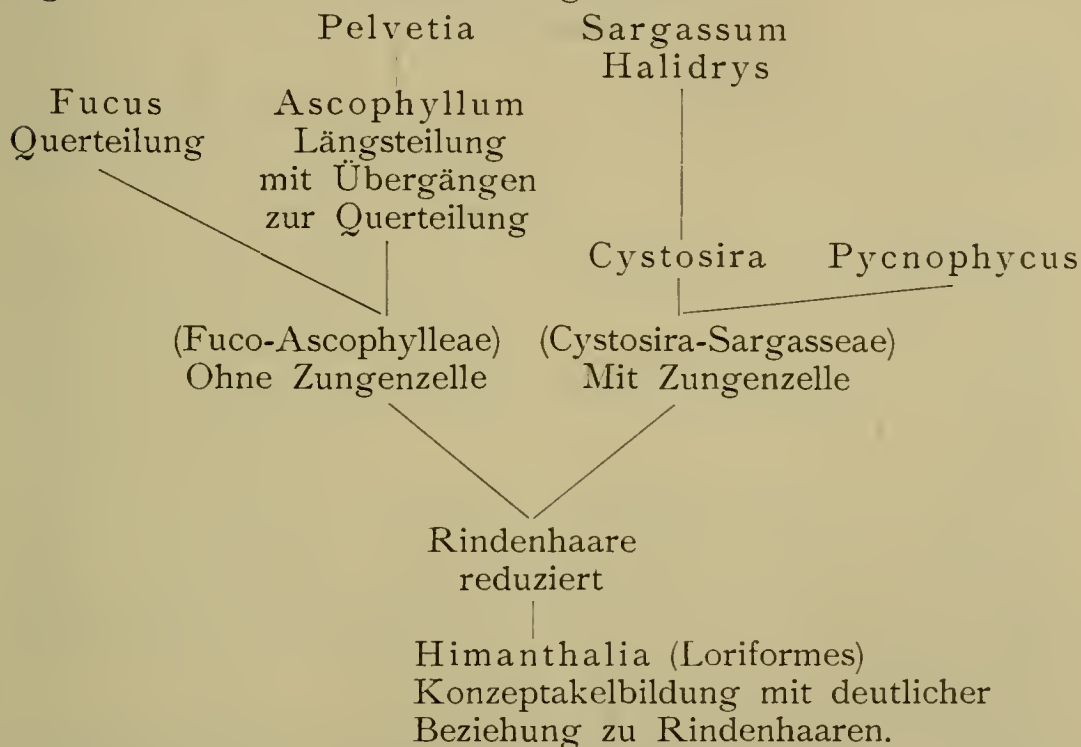 Pelvetia Sargassum
Halidrys
Fucus Ascophyllum
Querteilung Längsteilung
mit Übergängen
zur Querteilung
Cystosira Pycnophycus
(Fuco-Ascophylleae) (Cystosira-Sargasseae)
Ohne Zungenzelle Mit Zungenzelle
Rindenhaare
reduziert
Himanthalia (Loriformes)
Konzeptakelbildung mit deutlicher
Beziehung zu Rindenhaaren.